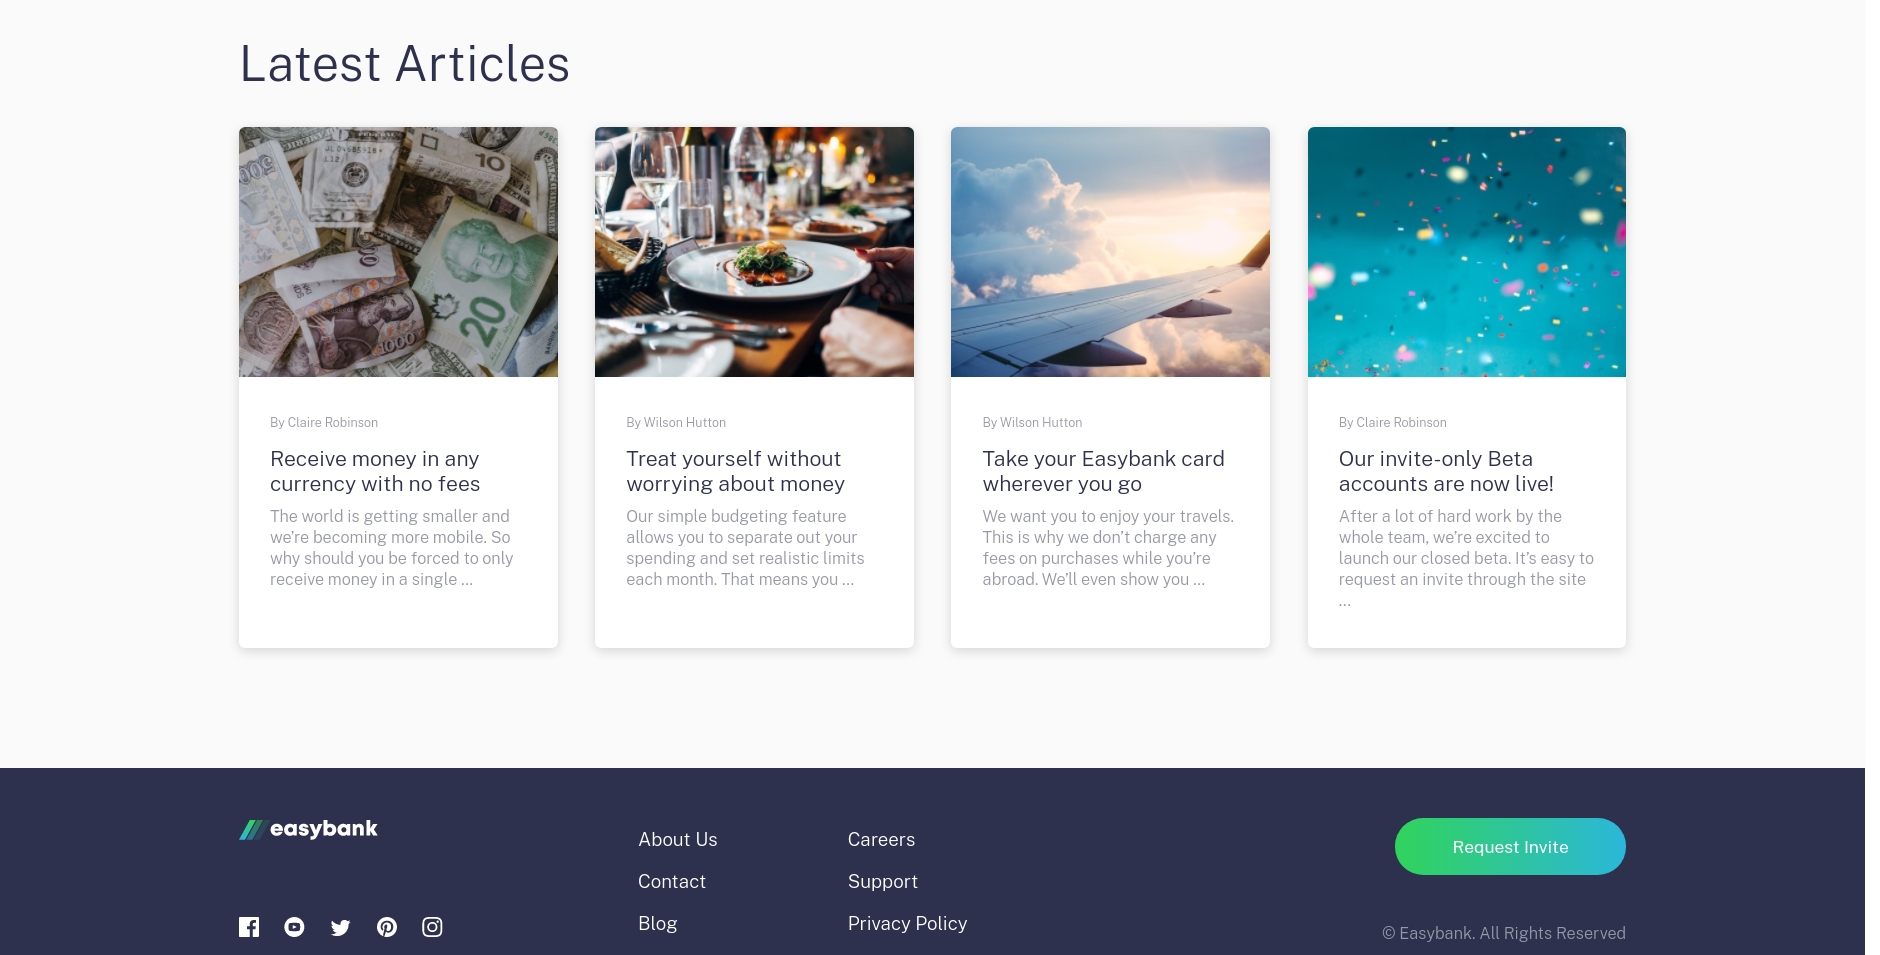 Latest Articles
By Claire Robinson
Receive money in any
currency with no fees
The world is getting smaller and
we’re becoming more mobile. So
why should you be forced to only
receive money in a single …
By Wilson Hutton
Treat yourself without
worrying about money
Our simple budgeting feature
allows you to separate out your
spending and set realistic limits
each month. That means you …
By Wilson Hutton
Take your Easybank card
wherever you go
We want you to enjoy your travels.
This is why we don’t charge any
fees on purchases while you’re
abroad. We’ll even show you …
By Claire Robinson
Our invite-only Beta
accounts are now live!
After a lot of hard work by the
whole team, we’re excited to
launch our closed beta. It’s easy to
request an invite through the site
…
easybank
About Us
Contact
Blog
Careers
Support
Privacy Policy
Request Invite
© Easybank. All Rights Reserved